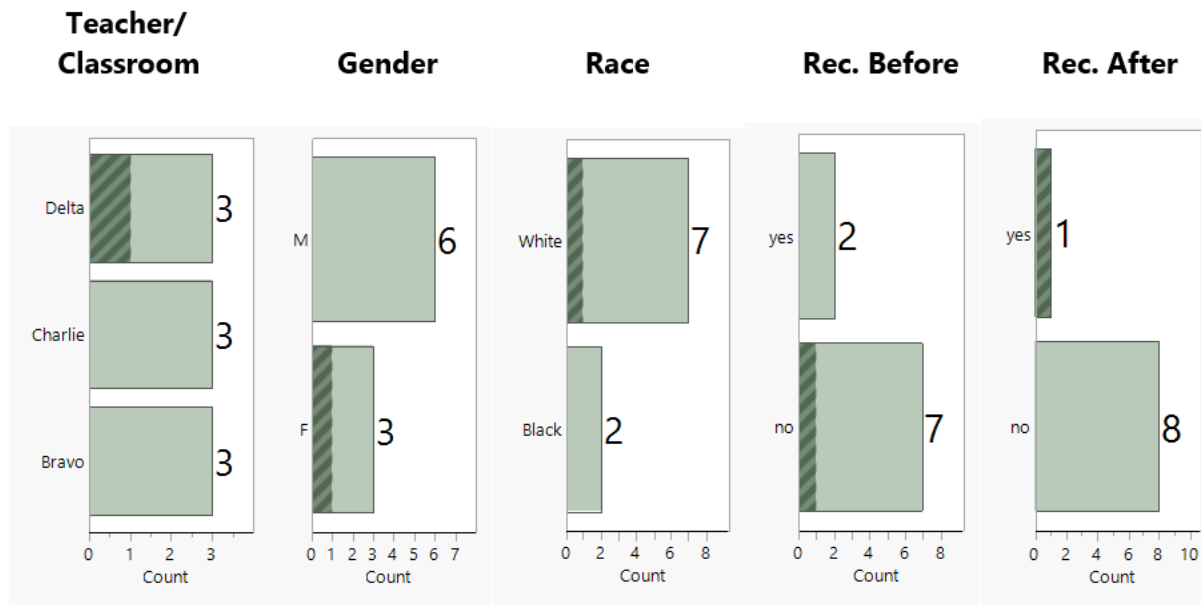 Teacher/
Classroom
Gender
Race
Rec. Before
Rec. After
Delta
3
Charlie
3
Bravo
3
0 1 2 3
Count
M
6
F
3
0 1 2 3 4 5 6 7
Count
White
7
Black
2
0 2 4 6 8
Count
yes
2
no
7
0 2 4 6 8
Count
yes
1
no
8
0 2 4 6 8 10
Count